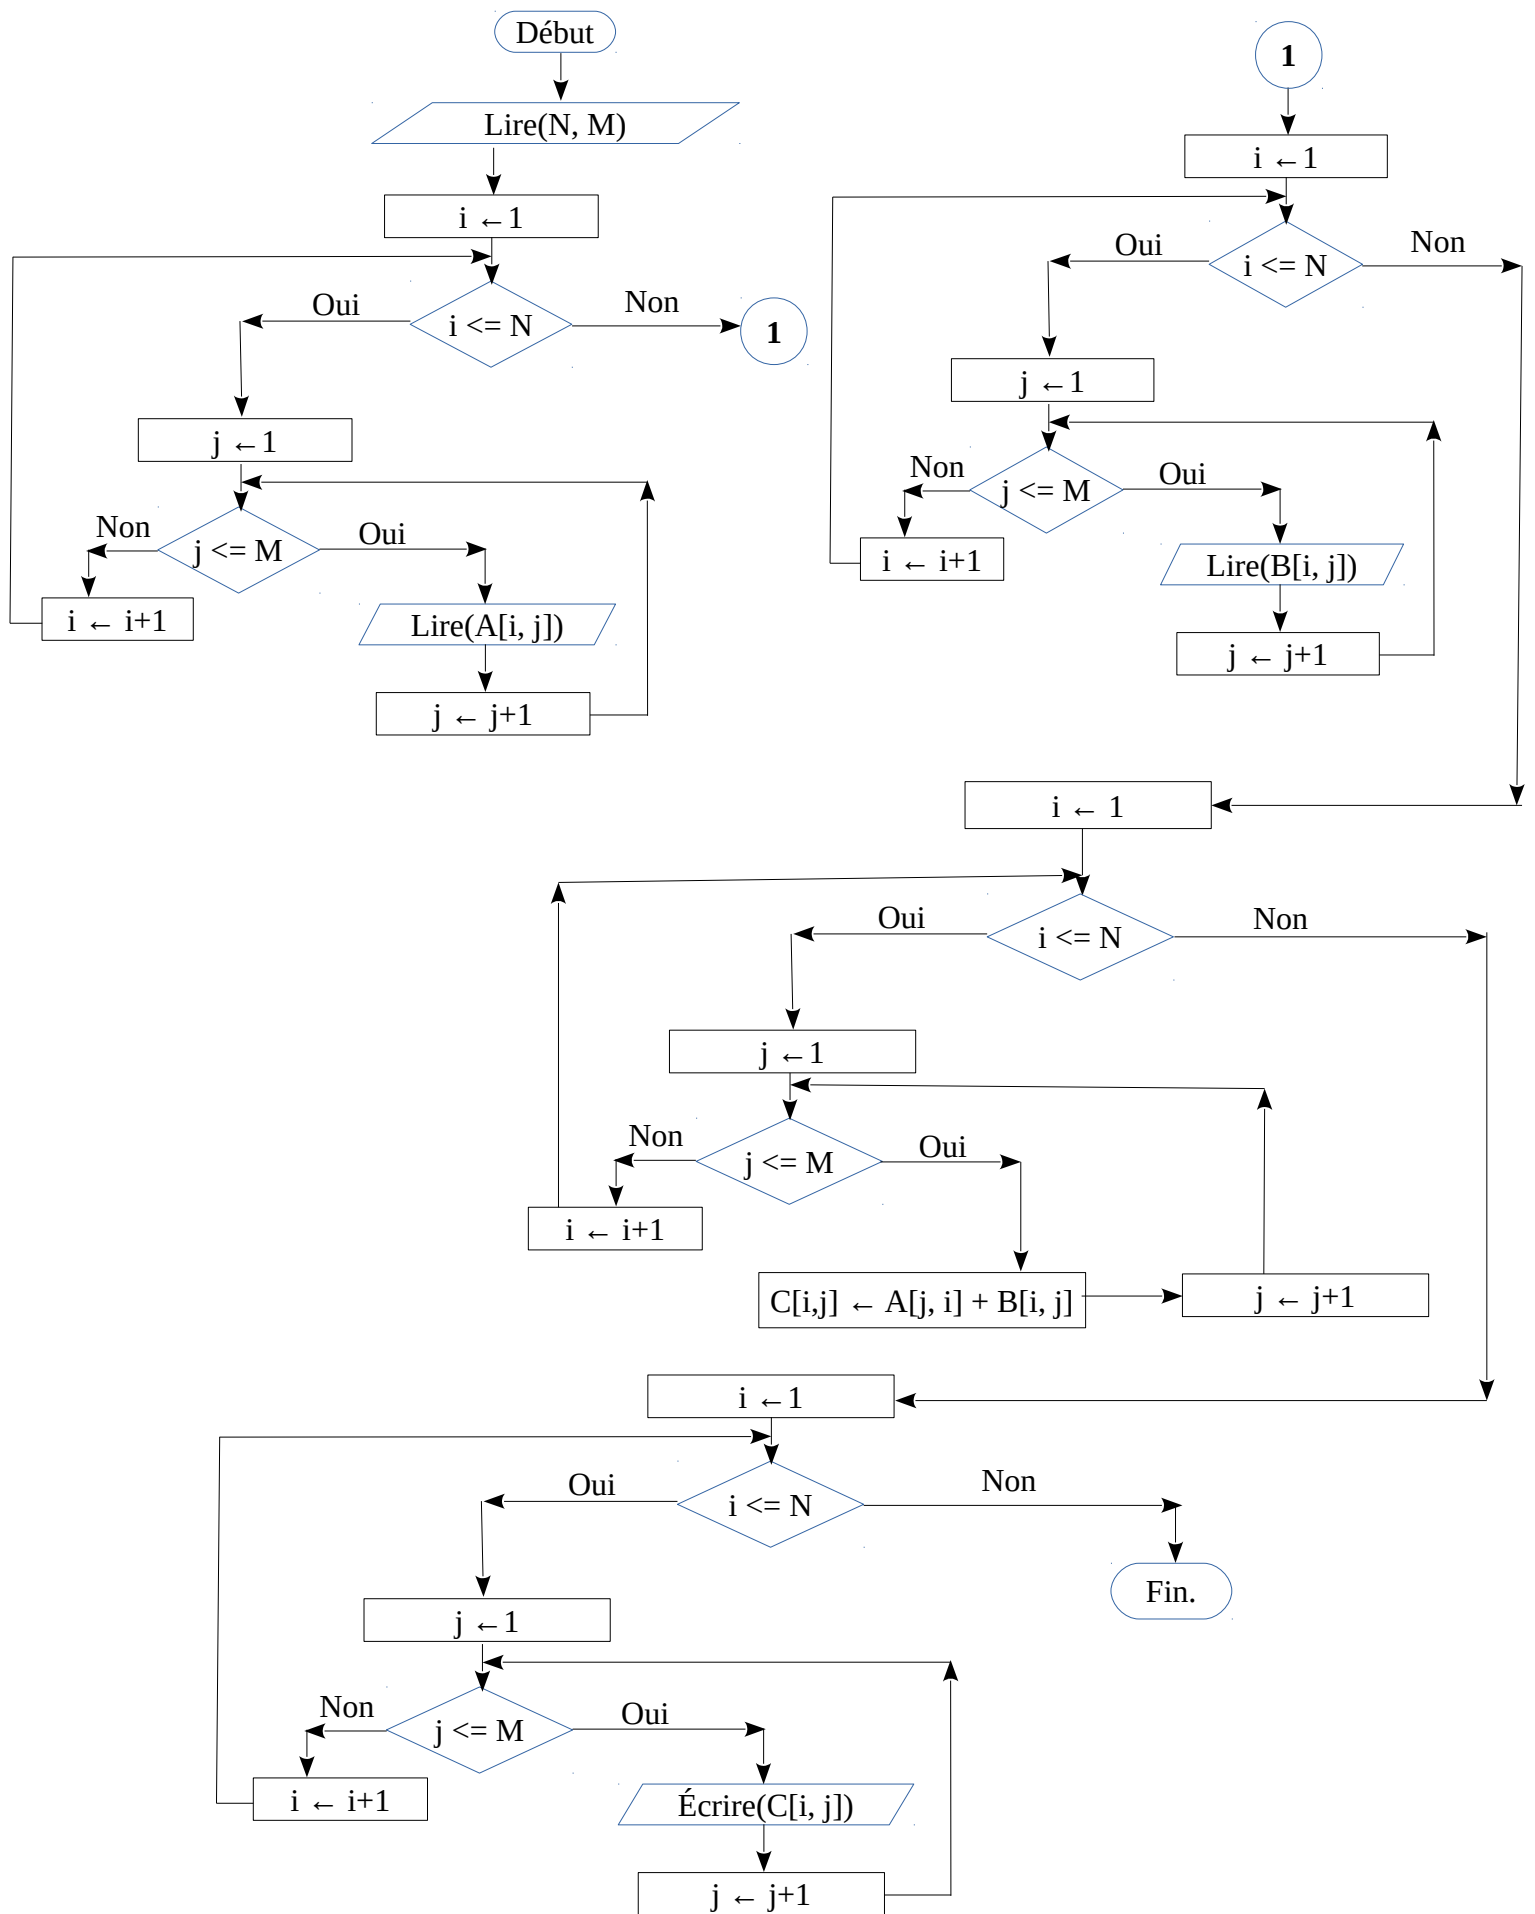 Début
Lire(N, M)
i ←1
i <= N
Oui
Non
1
j ←1
j <= M
Non
Oui
i ← i+1
Lire(A[i, j])
j ← j+1
1
i ←1
i <= N
Oui
Non
j ←1
j <= M
Non
Oui
i ← i+1
Lire(B[i, j])
j ← j+1
i ← 1
i <= N
Oui
Non
j ←1
j <= M
Non
Oui
i ← i+1
C[i,j] ← A[j, i] + B[i, j]
j ← j+1
i ←1
i <= N
Oui
Non
Fin.
j ←1
j <= M
Non
Oui
i ← i+1
Écrire(C[i, j])
j ← j+1